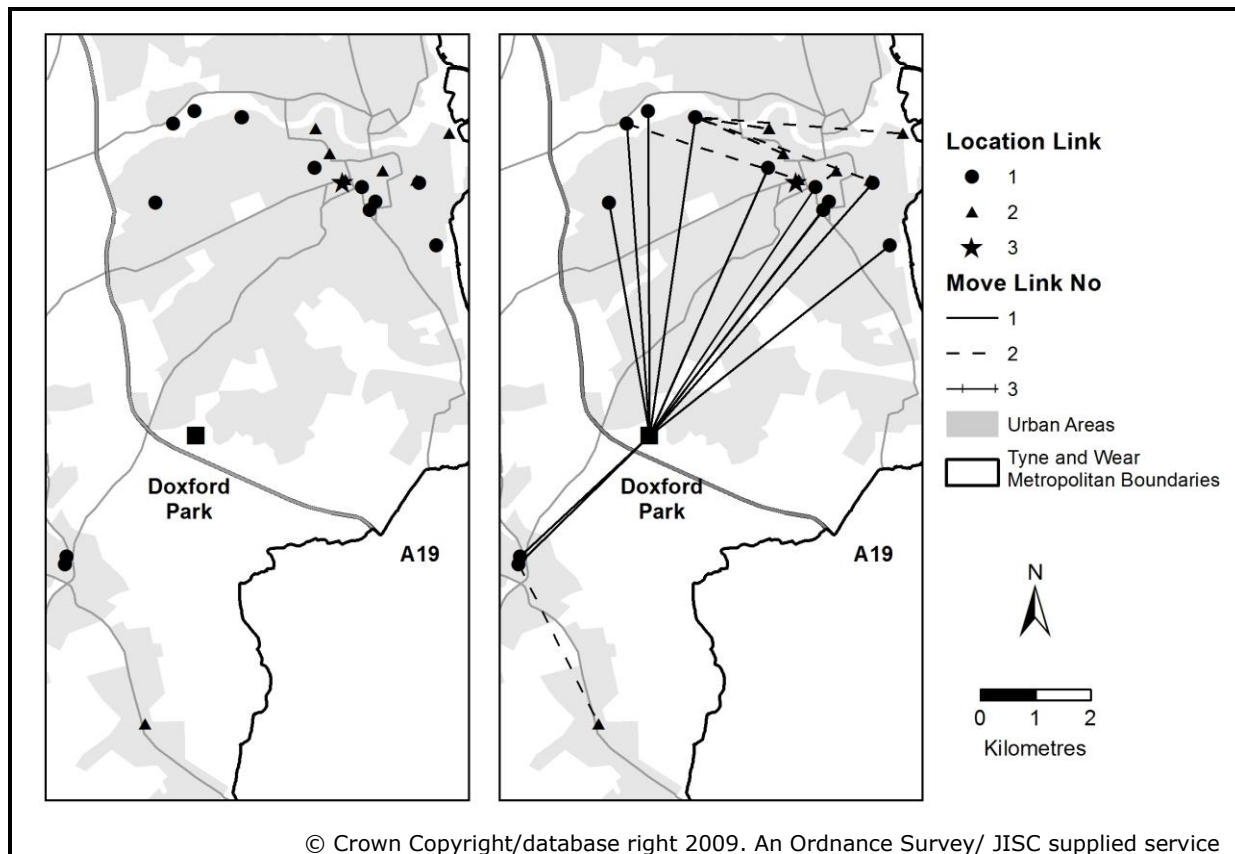 Doxford
Park
A19
Doxford
Park
A19
Location Link
1
2
3
Move Link No
1
2
3
Urban Areas
Tyne and Wear
Metropolitan Boundaries
N
0 1 2
Kilometres
© Crown Copyright/database right 2009. An Ordnance Survey/ JISC supplied service